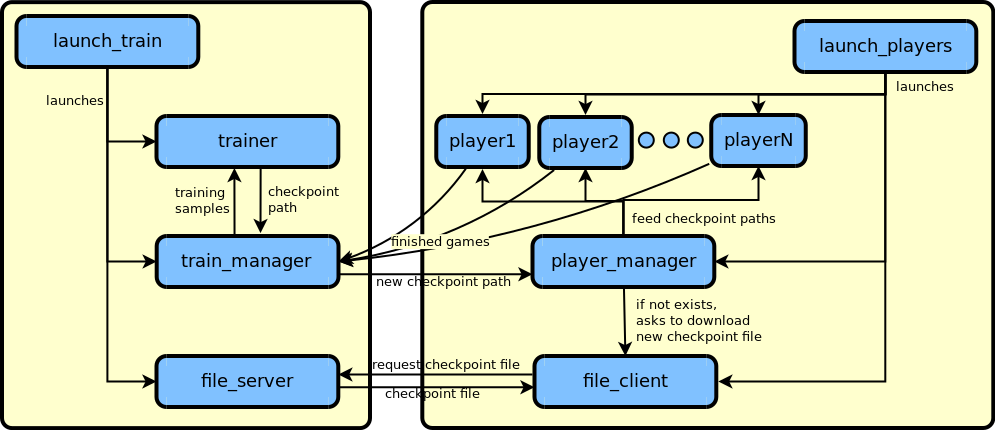 launch_train
launch_players
launches
launches
trainer
player1
player2
playerN
training
samples
checkpoint
path
feed checkpoint paths
finished games
train_manager
player_manager
new checkpoint path
if not exists,
asks to download
new checkpoint file
request checkpoint file
file_server
file_client
checkpoint file